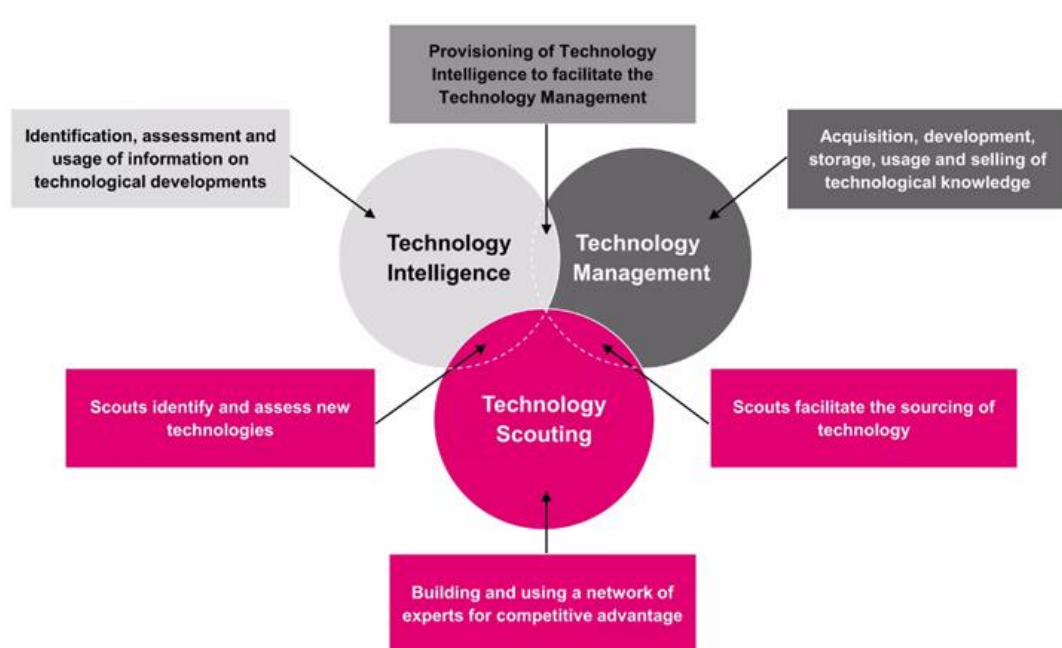 Provisioning of Technology
Intelligence to facilitate the
Technology Management
Identification, assessment and
usage of information on
technological developments
Acquisition, development,
storage, usage and selling of
technological knowledge
Technology
Intelligence
Technology
Management
Scouts identify and assess new
technologies
Technology
Scouting
Scouts facilitate the sourcing of
technology
Building and using a network of
experts for competitive advantage